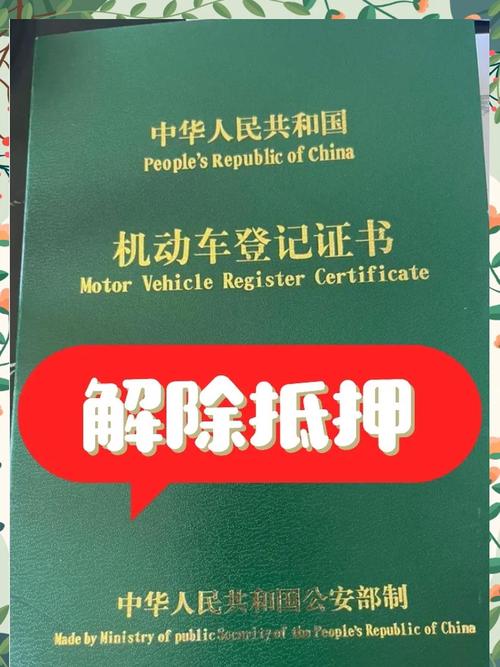 中华人民共和国
People's Republic of China
机动车登记证书
Motor Vehicle Register Certificate
解除抵押
中华人民共和国公安部制
Made by Ministry of public Security of the People's Republic of China